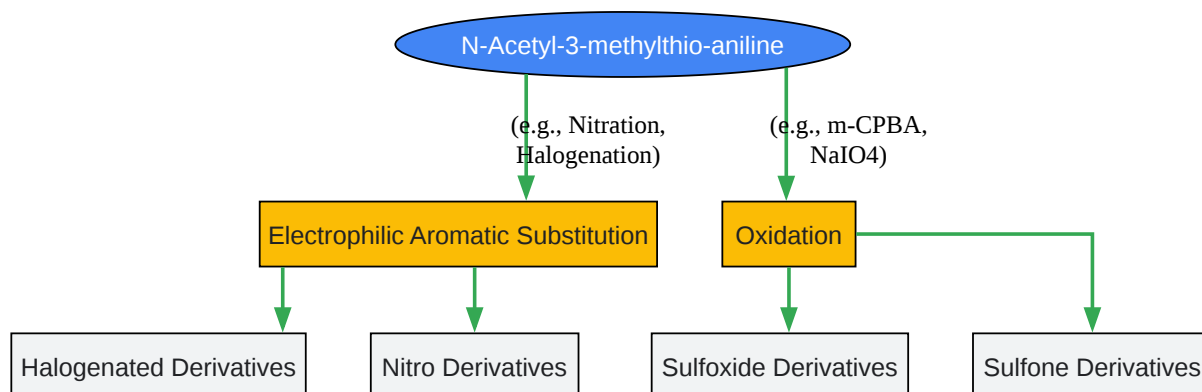 N-Acetyl-3-methylthio-aniline
(e.g., Nitration,
Halogenation)
(e.g., m-CPBA,
NaIO4)
Electrophilic Aromatic Substitution
Oxidation
Halogenated Derivatives
Nitro Derivatives
Sulfoxide Derivatives
Sulfone Derivatives